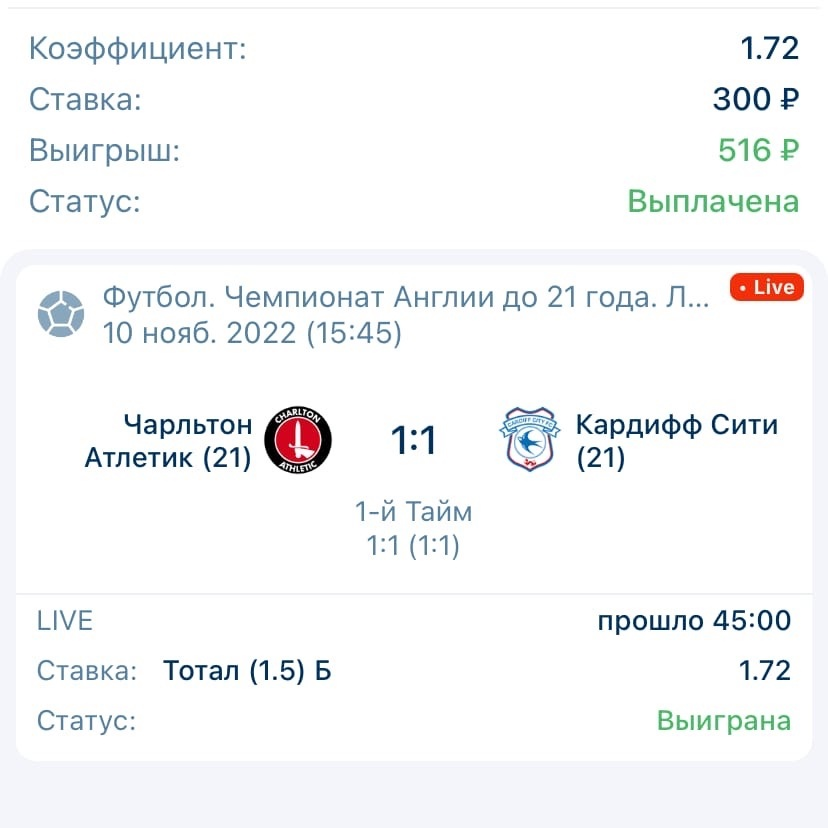 Коэффициент: 1.72
Ставка: 300 ₽
Выигрыш: 516 ₽
Статус: Выплачена
Футбол. Чемпионат Англии до 21 года. Л... • Live
10 нояб. 2022 (15:45)
Чарльтон
Атлетик (21)
CHARLTON
ATHLETIC
1:1
CARDIFF CITY FC
Кардифф Сити
(21)
1-й Тайм
1:1 (1:1)
LIVE прошло 45:00
Ставка: Тотал (1.5) Б 1.72
Статус: Выиграна